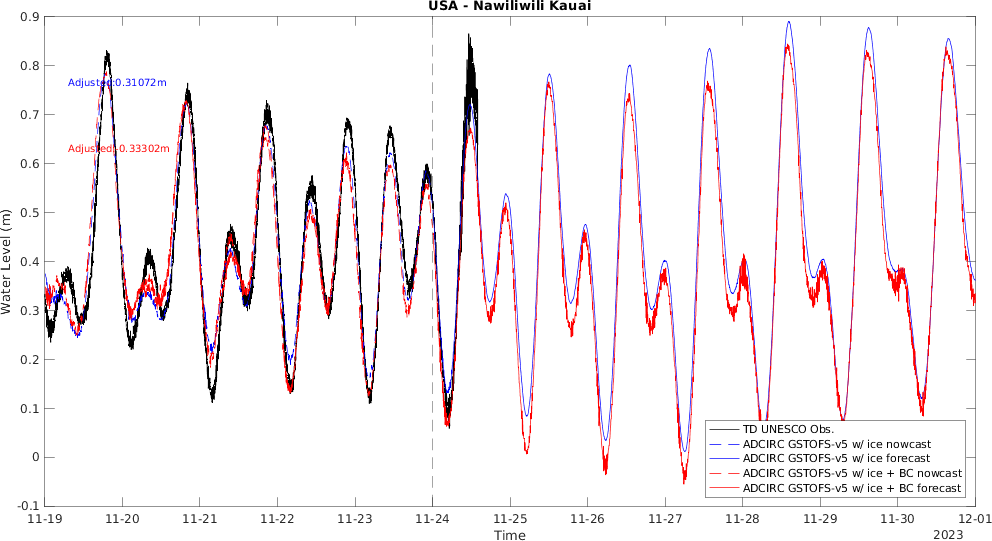 USA - Nawiliwili Kauai
0.9
0.8
0.7
0.6
0.5
0.4
0.3
0.2
0.1
0
-0.1
Water Level (m)
Adjusted:0.31072m
Adjusted:-0.33302m
TD UNESCO Obs.
ADCIRC GSTOFS-v5 w/ ice nowcast
ADCIRC GSTOFS-v5 w/ ice forecast
ADCIRC GSTOFS-v5 w/ice + BC nowcast
ADCIRC GSTOFS-v5 w/ice + BC forecast
11-19 11-20 11-21 11-22 11-23 11-24 11-25 11-26 11-27 11-28 11-29 11-30 12-01
Time
2023